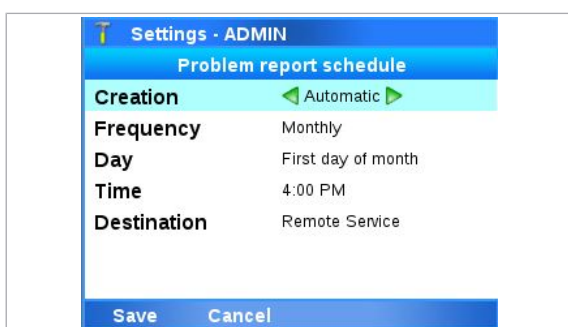 Settings - ADMIN
Problem report schedule
Creation Automatic
Frequency Monthly
Day First day of month
Time 4:00 PM
Destination Remote Service
Save Cancel